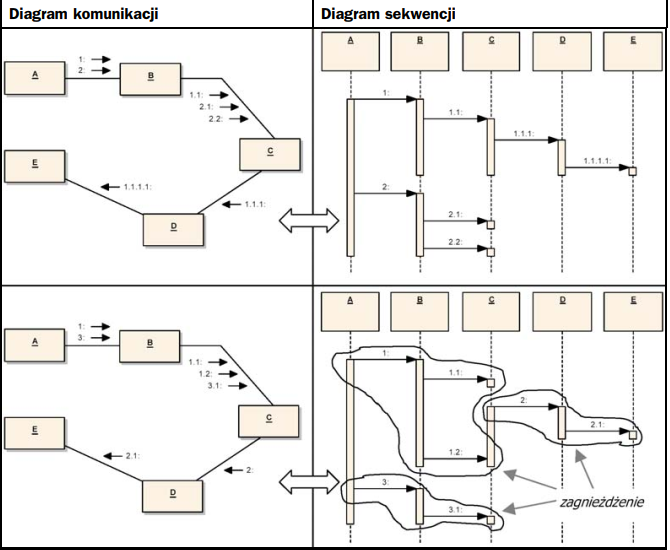 Diagram komunikacji
Diagram sekwencji
A
B
C
D
E
1:
2:
1.1:
2.1:
2.2:
1.1.1:
1.1.1.1:
A
B
C
D
E
1:
1.1:
1.1.1:
1.1.1.1:
2:
2.1:
2.2:
A
B
C
D
E
1:
3:
1.1:
1.2:
3.1:
2:
2.1:
A
B
C
D
E
1:
1.1:
2:
2.1:
1.2:
3:
3.1:
zagnieżdżenie